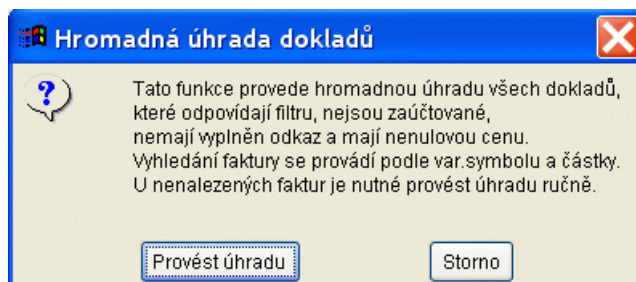 Hromadná úhrada dokladů
Tato funkce provede hromadnou úhradu všech dokladů,
které odpovídají filtru, nejsou zaúčtované,
nemají vyplněn odkaz a mají nenulovou cenu.
Vyhledání faktury se provádí podle var.symbolu a částky.
U nenalezených faktur je nutné provést úhradu ručně.
Provést úhradu Storno